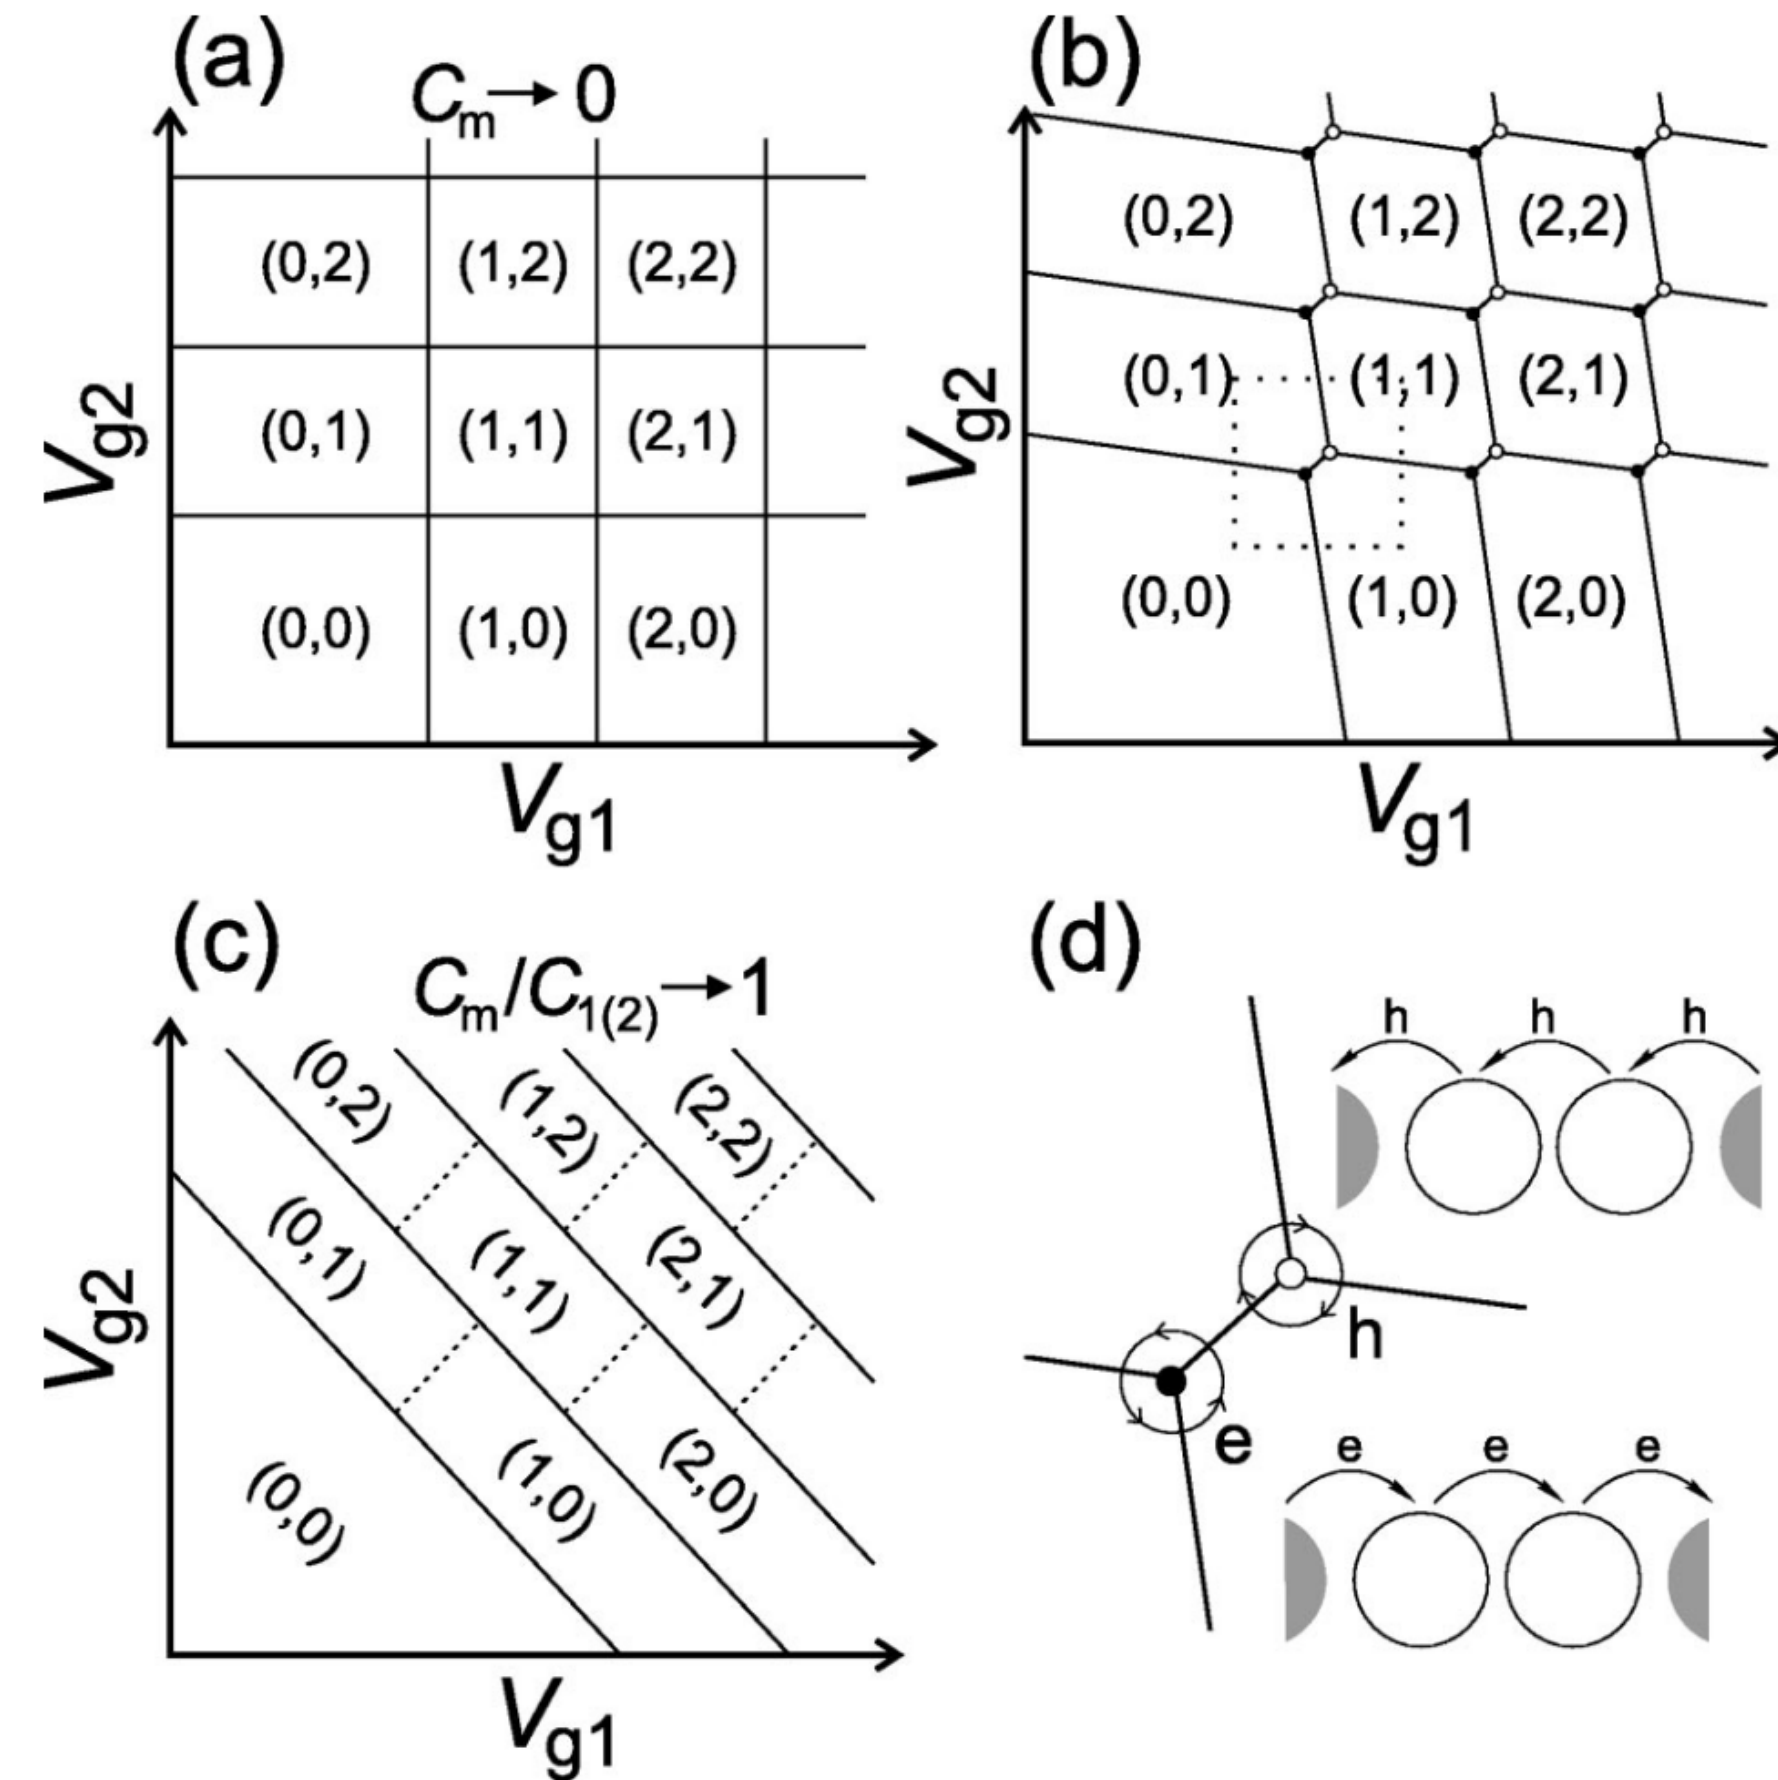 (a)
Cm→0
(0,2) (1,2) (2,2)
(0,1) (1,1) (2,1)
(0,0) (1,0) (2,0)
Vg2
Vg1
(b)
(0,2) (1,2) (2,2)
(0,1) (1,1) (2,1)
(0,0) (1,0) (2,0)
Vg2
Vg1
(c)
Cm/C1(2)→1
(0,2) (1,2) (2,2)
(0,1) (1,1) (2,1)
(0,0) (1,0) (2,0)
Vg2
Vg1
(d)
h h h
h
e
e e e